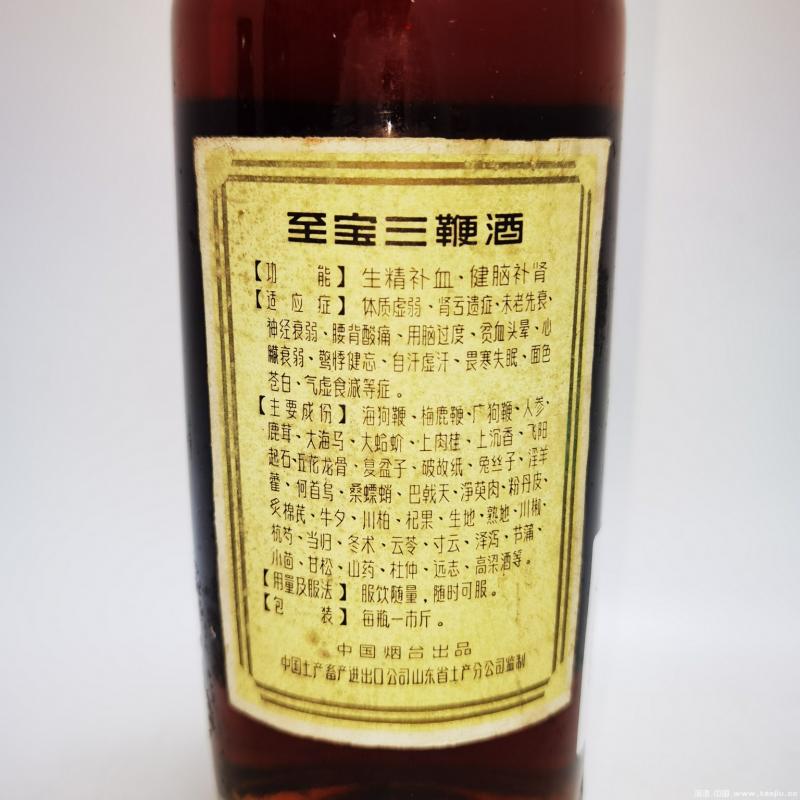 至宝三鞭酒
【功 能】 生精补血、健脑补肾
【适应症】 体质虚弱、肾亏遗症、未老先衰、
神经衰弱、腰背酸痛、用脑过度、贫血头晕、心
臓衰弱、驚悸健忘、自汗虚汗、畏寒失眠、面色
苍白、气虚食减等症。
【主要成份】 海狗鞭、梅鹿鞭、广狗鞭、人参、
鹿茸、大海马、大蛤蚧、上肉桂、上沉香、飞阳
起石、五花龙骨、复盆子、破故纸、兔丝子、淫羊
藿、何首乌、桑螵蛸、巴戟天、淨萸肉、粉丹皮、
炙棉芪、牛夕、川柏、杞果、生地、熟地、川椒、
杭芍、当归、冬术、云苓、寸云、泽泻、节蒲、
小茴、甘松、山药、杜仲、远志、高梁酒等。
【用量及服法】 服饮随量，随时可服。
【包 装】 每瓶一市斤。
中国烟台出品
中国土产畜产进出口公司山东省土产分公司监制
www.kaojiu.cn